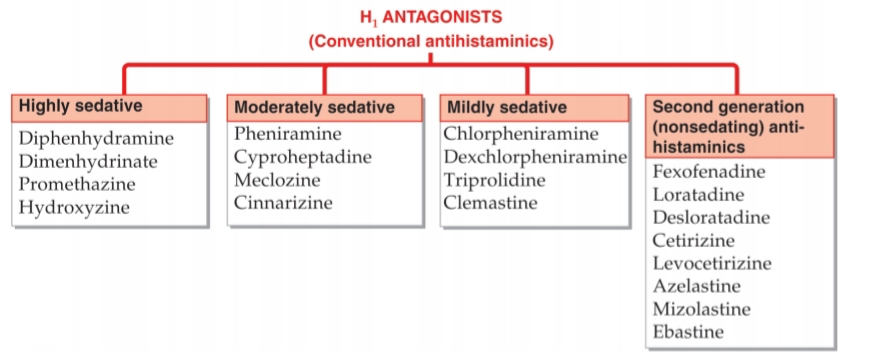 H₁ ANTAGONISTS
(Conventional antihistaminics)
Highly sedative
Diphenhydramine
Dimenhydrinate
Promethazine
Hydroxyzine
Moderately sedative
Pheniramine
Cyproheptadine
Meclozine
Cinnarizine
Mildly sedative
Chlorpheniramine
Dexchlorpheniramine
Triprolidine
Clemastine
Second generation
(nonsedating) anti-
histaminics
Fexofenadine
Loratadine
Desloratadine
Cetirizine
Levocetirizine
Azelastine
Mizolastine
Ebastine